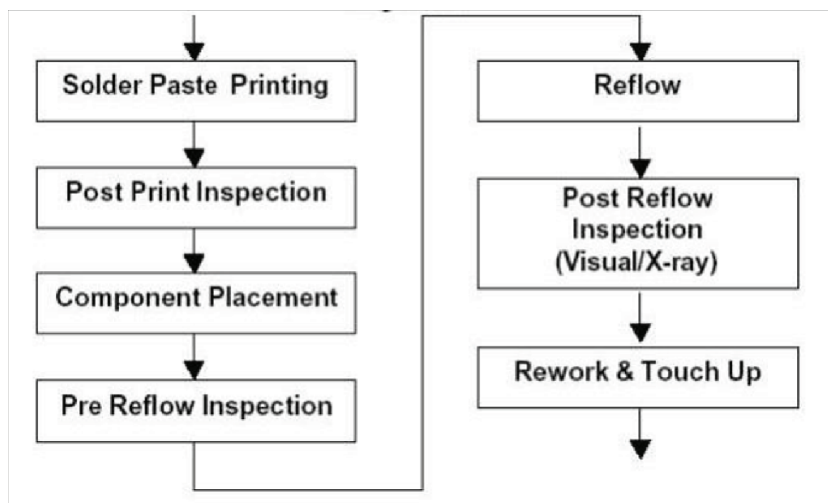 Solder Paste Printing
Post Print Inspection
Component Placement
Pre Reflow Inspection
Reflow
Post Reflow
Inspection
(Visual/X-ray)
Rework & Touch Up